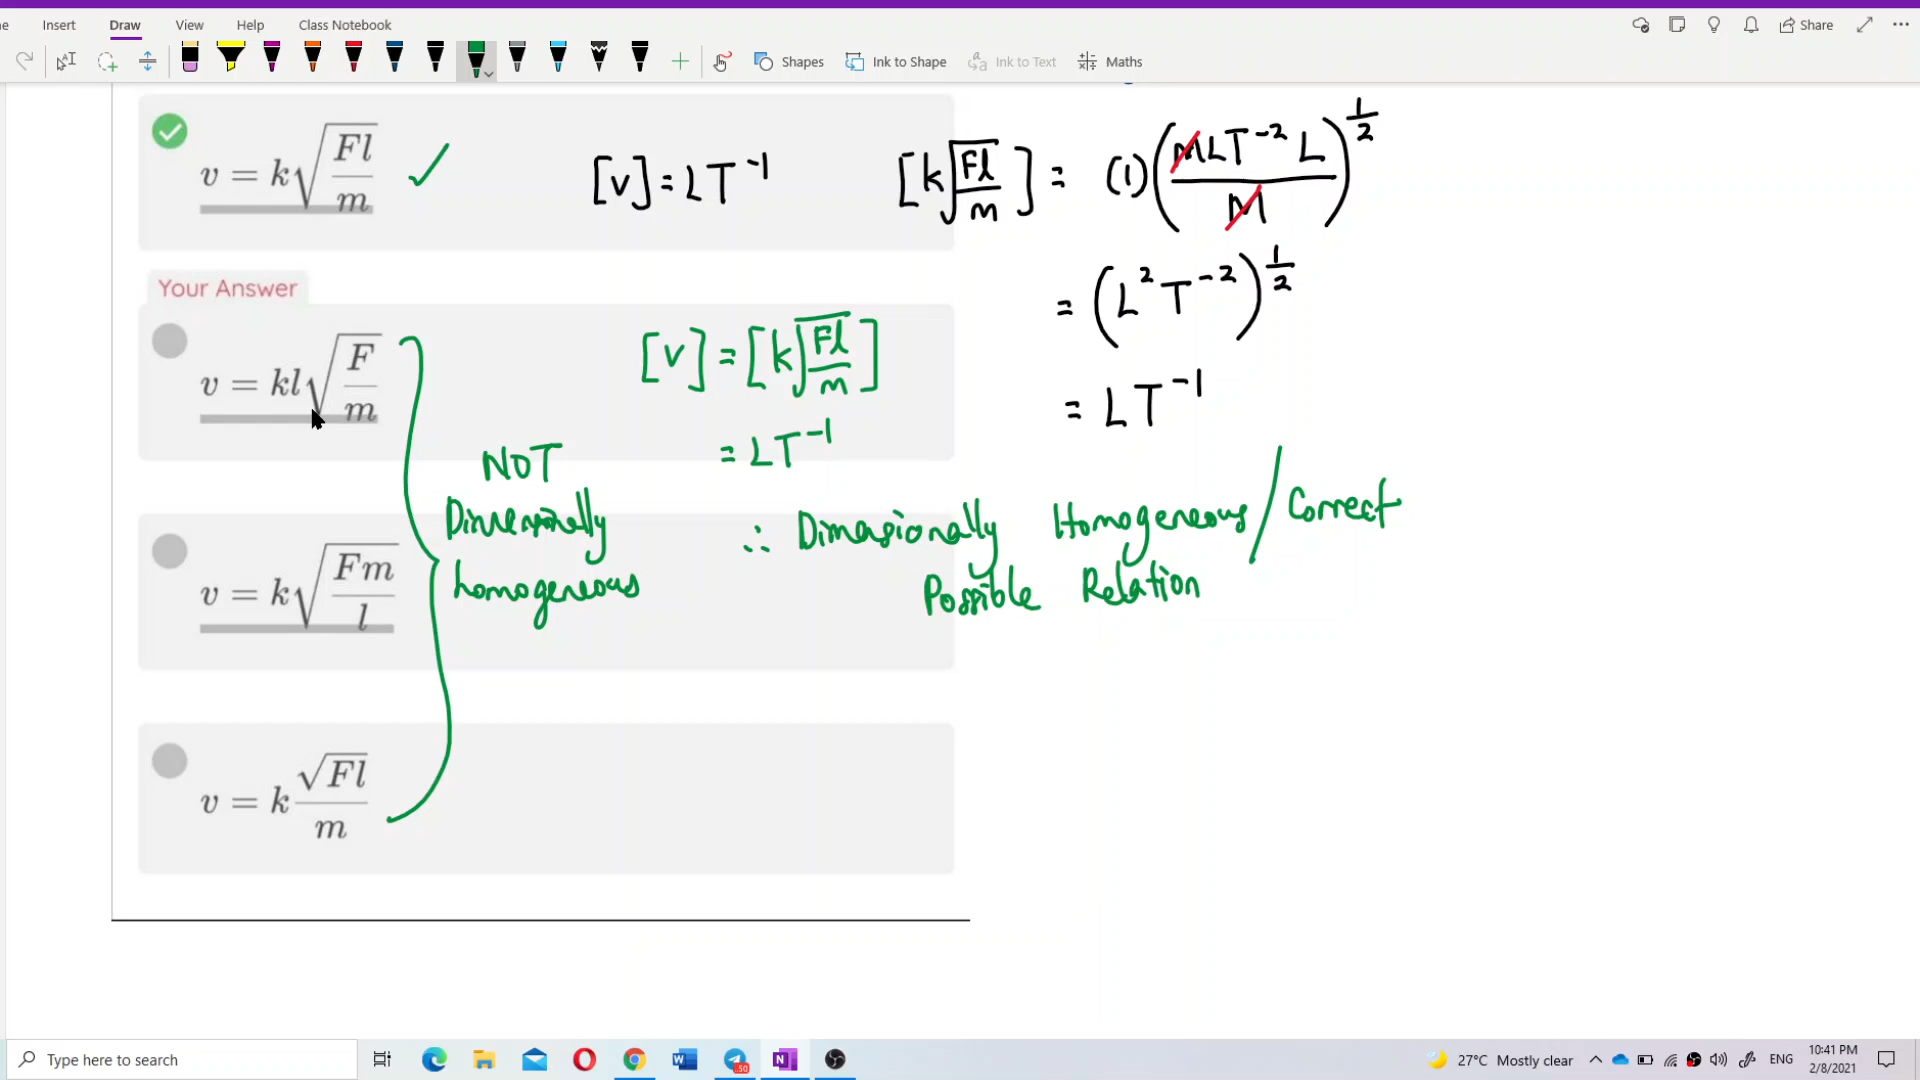 Insert Draw View Help Class Notebook Share
Shapes Ink to Shape Ink to Text Maths
v = k√(Fl/m) ✓ [v] = LT⁻¹ [k√(Fl/m)] = (1)(MLT⁻² L / M)^(1/2)
= (L² T⁻²)^(1/2)
= LT⁻¹
Your Answer
v = kl√(F/m)
[v] = [k√(Fl/m)]
= LT⁻¹
NOT
Dimensionally
homogeneous
∴ Dimasionally Homogeneous / Correct
Possible Relation
v = k√(Fm/l)
v = k √(Fl)/m
Type here to search
50
N
27°C Mostly clear
ENG
10:41 PM
2/8/2021